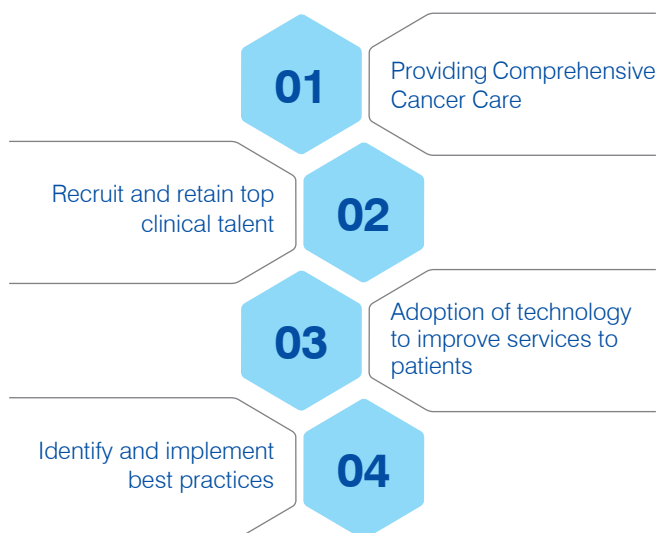 01
Providing Comprehensive
Cancer Care
Recruit and retain top
clinical talent
02
03
Adoption of technology
to improve services to
patients
Identify and implement
best practices
04